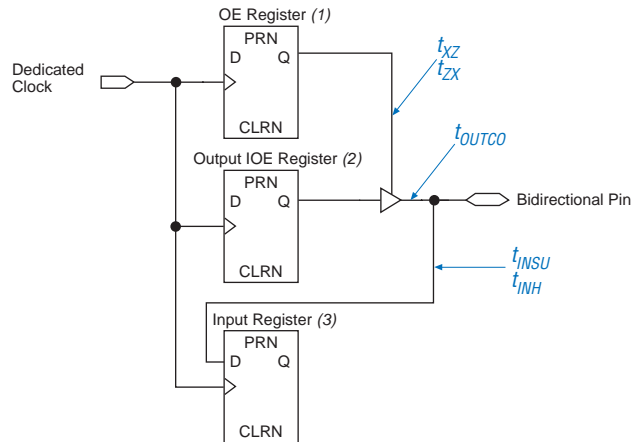 OE Register (1)
PRN
D Q
CLRN
Dedicated
Clock
tXZ
tZX
tOUTCO
Output IOE Register (2)
PRN
D Q
CLRN
Bidirectional Pin
tINSU
tINH
Input Register (3)
PRN
D Q
CLRN